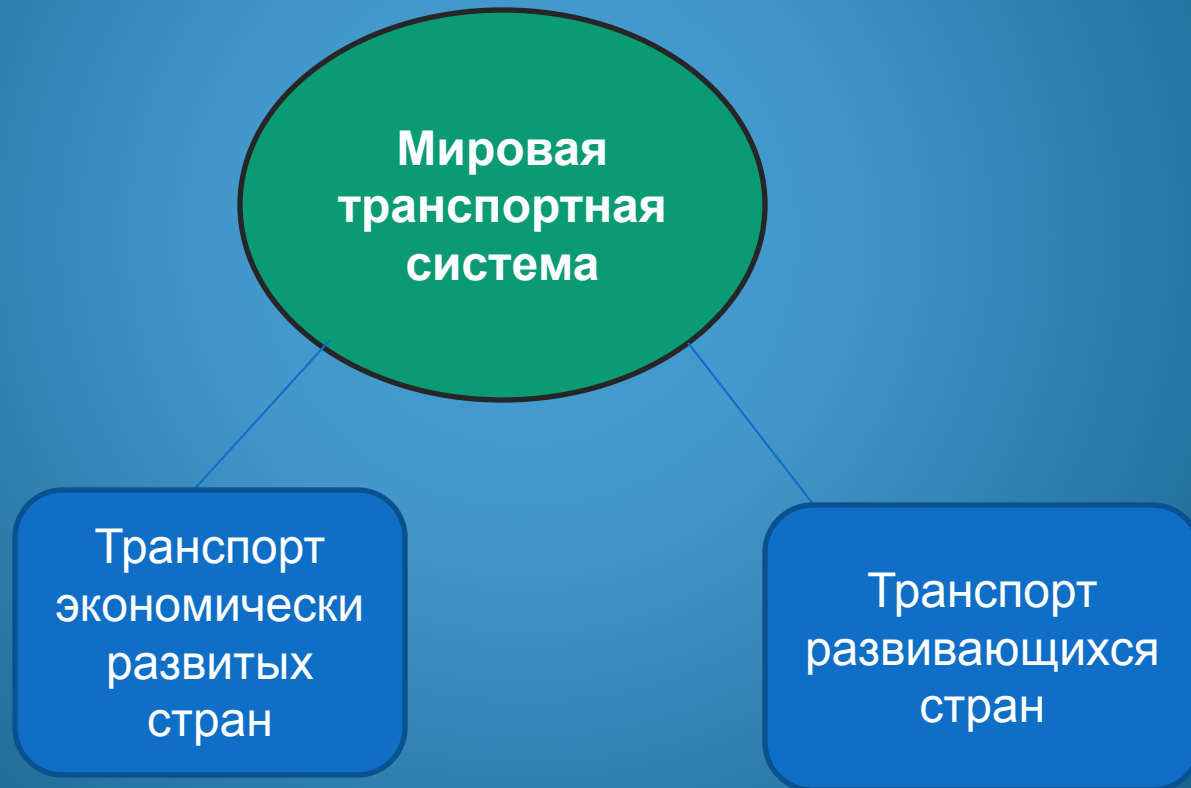 Мировая
транспортная
система
Транспорт
экономически
развитых
стран
Транспорт
развивающихся
стран